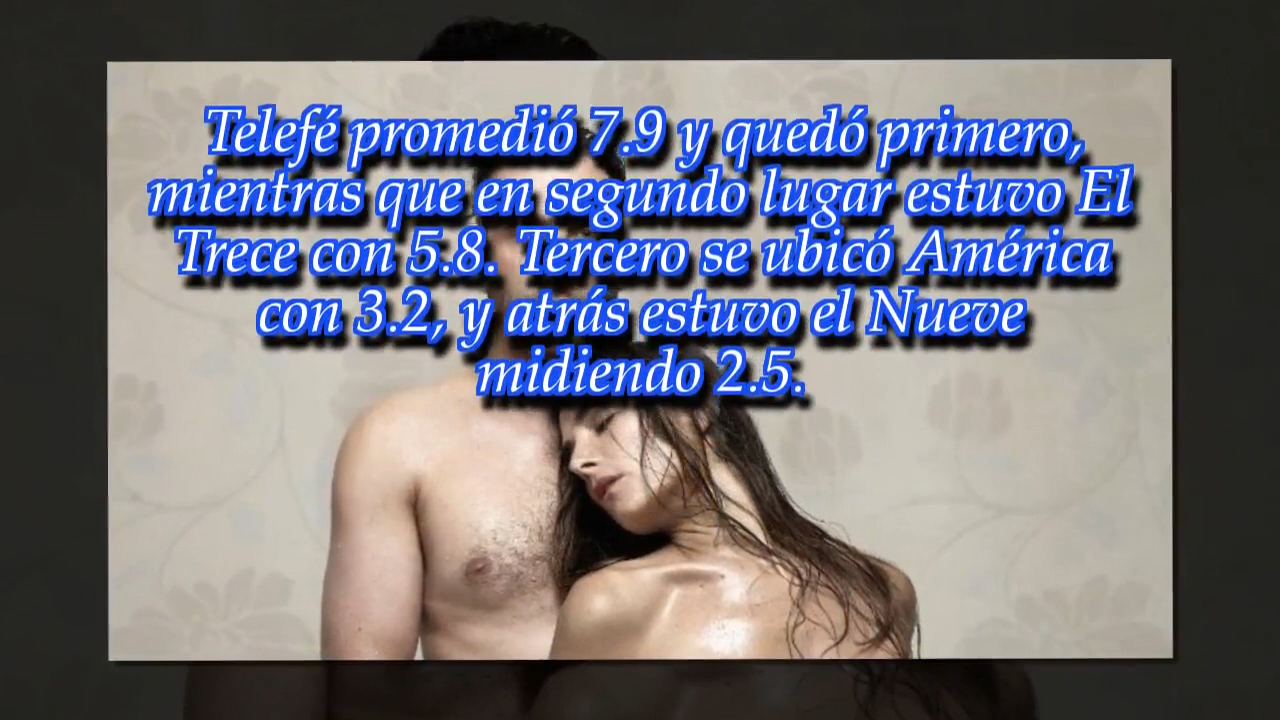 Telefé promedió 7.9 y quedó primero,
mientras que en segundo lugar estuvo El
Trece con 5.8. Tercero se ubicó América
con 3.2, y atrás estuvo el Nueve
midiendo 2.5.